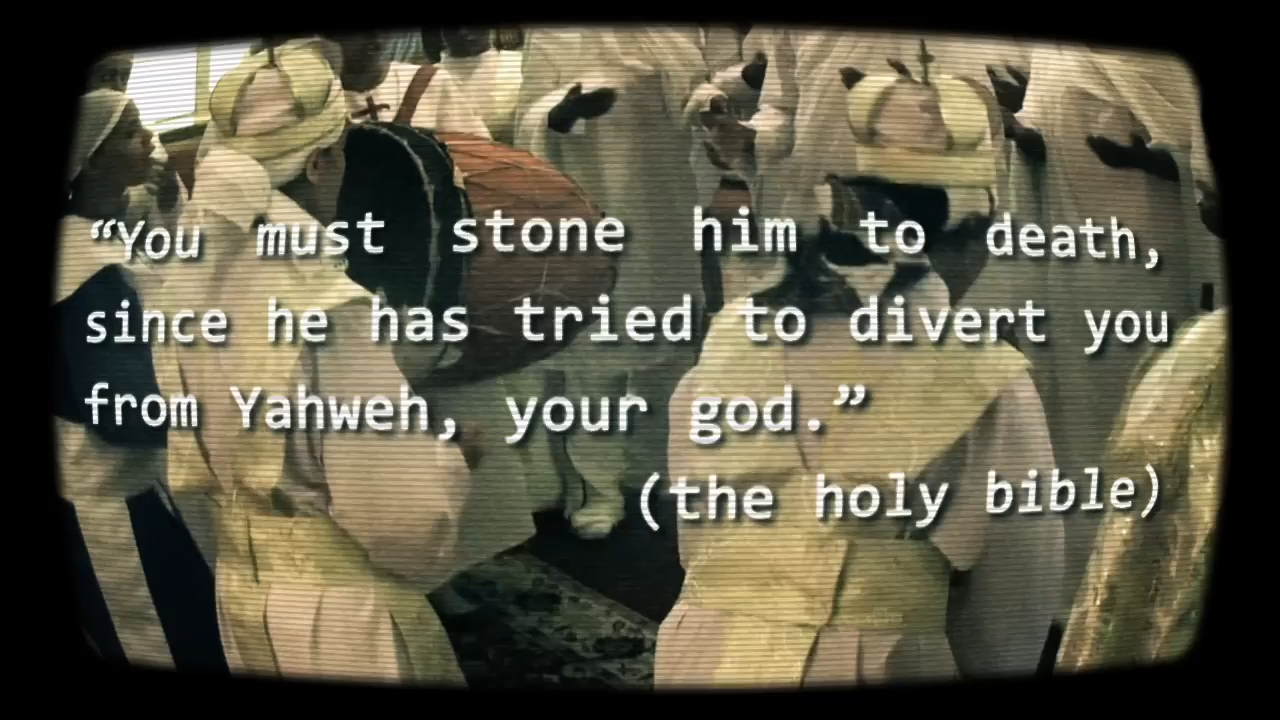 “You must stone him to death,
since he has tried to divert you
from Yahweh, your god.”
(the holy bible)